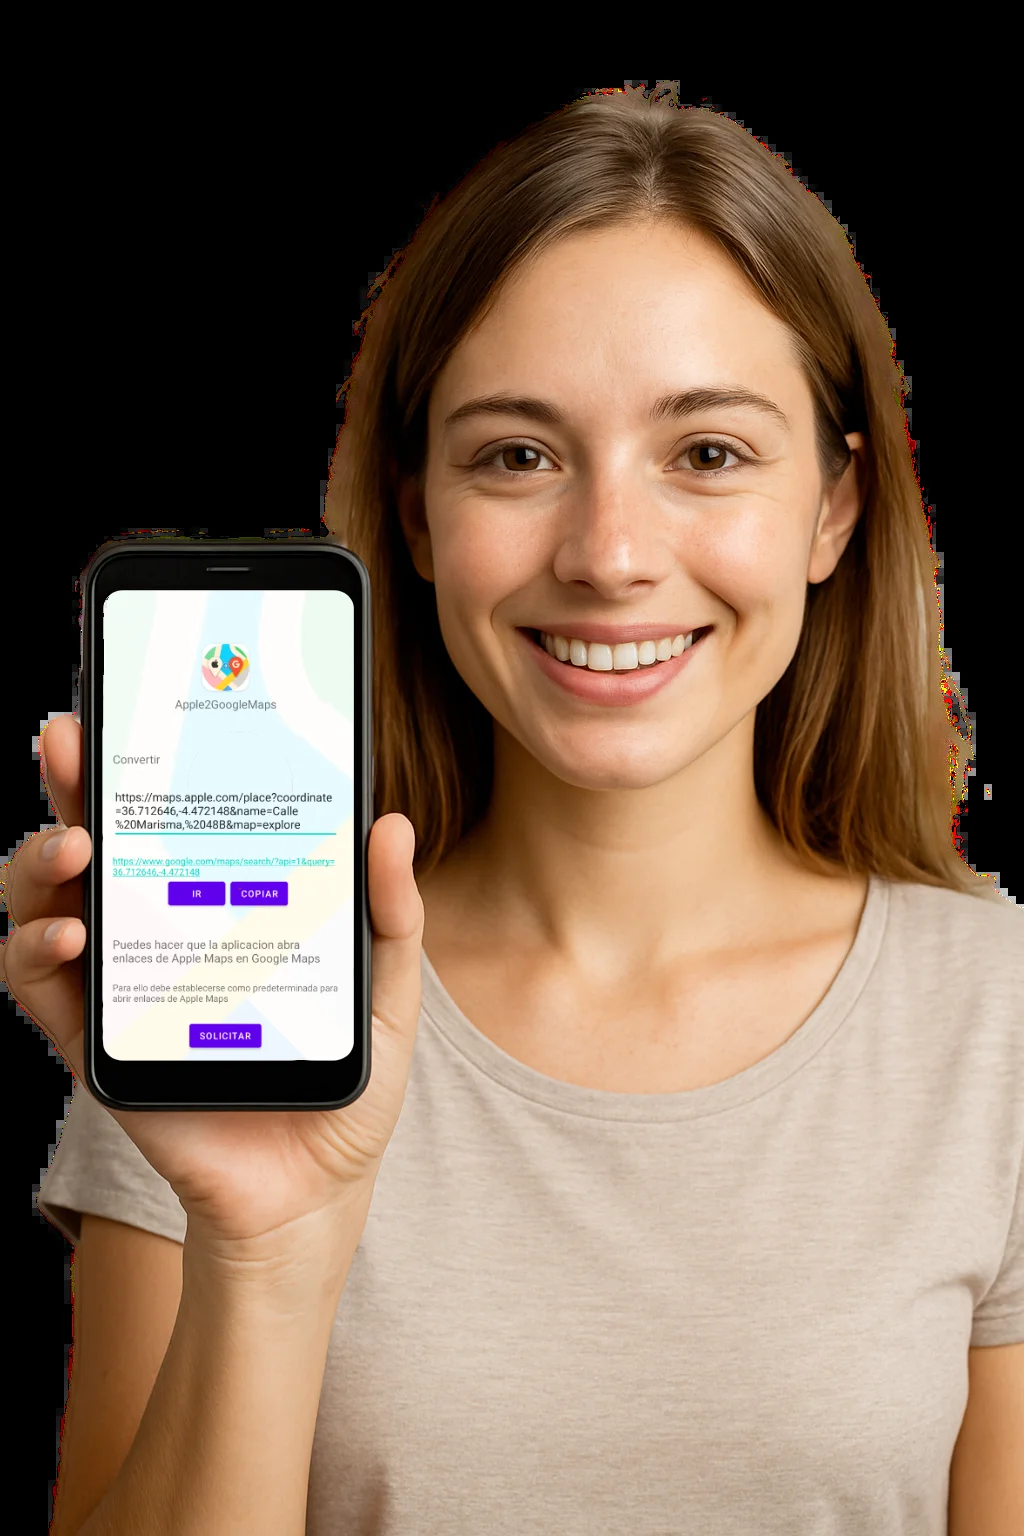 Apple2GoogleMaps
Convertir
https://maps.apple.com/place?coordinate
=36.712646,-4.472148&name=Calle
%20Marisma,%2048B&map=explore
https://www.google.com/maps/search/?api=1&query=
36.712646,-4.472148
IR COPIAR
Puedes hacer que la aplicacion abra
enlaces de Apple Maps en Google Maps
Para ello debe establecerse como predeterminada para
abrir enlaces de Apple Maps
SOLICITAR